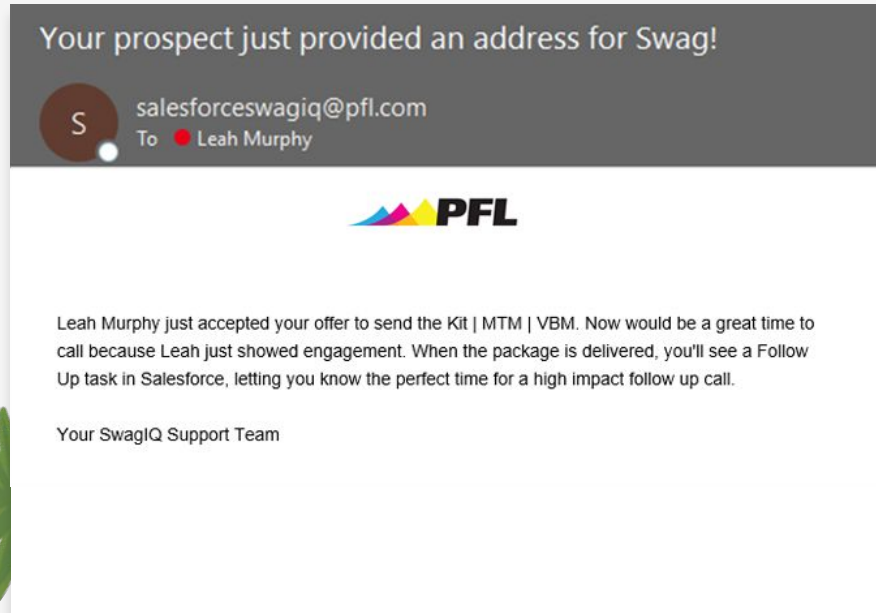 Your prospect just provided an address for Swag!
S
salesforceswagiq@pfl.com
To Leah Murphy
PFL
Leah Murphy just accepted your offer to send the Kit | MTM | VBM. Now would be a great time to
call because Leah just showed engagement. When the package is delivered, you'll see a Follow
Up task in Salesforce, letting you know the perfect time for a high impact follow up call.
Your SwagIQ Support Team